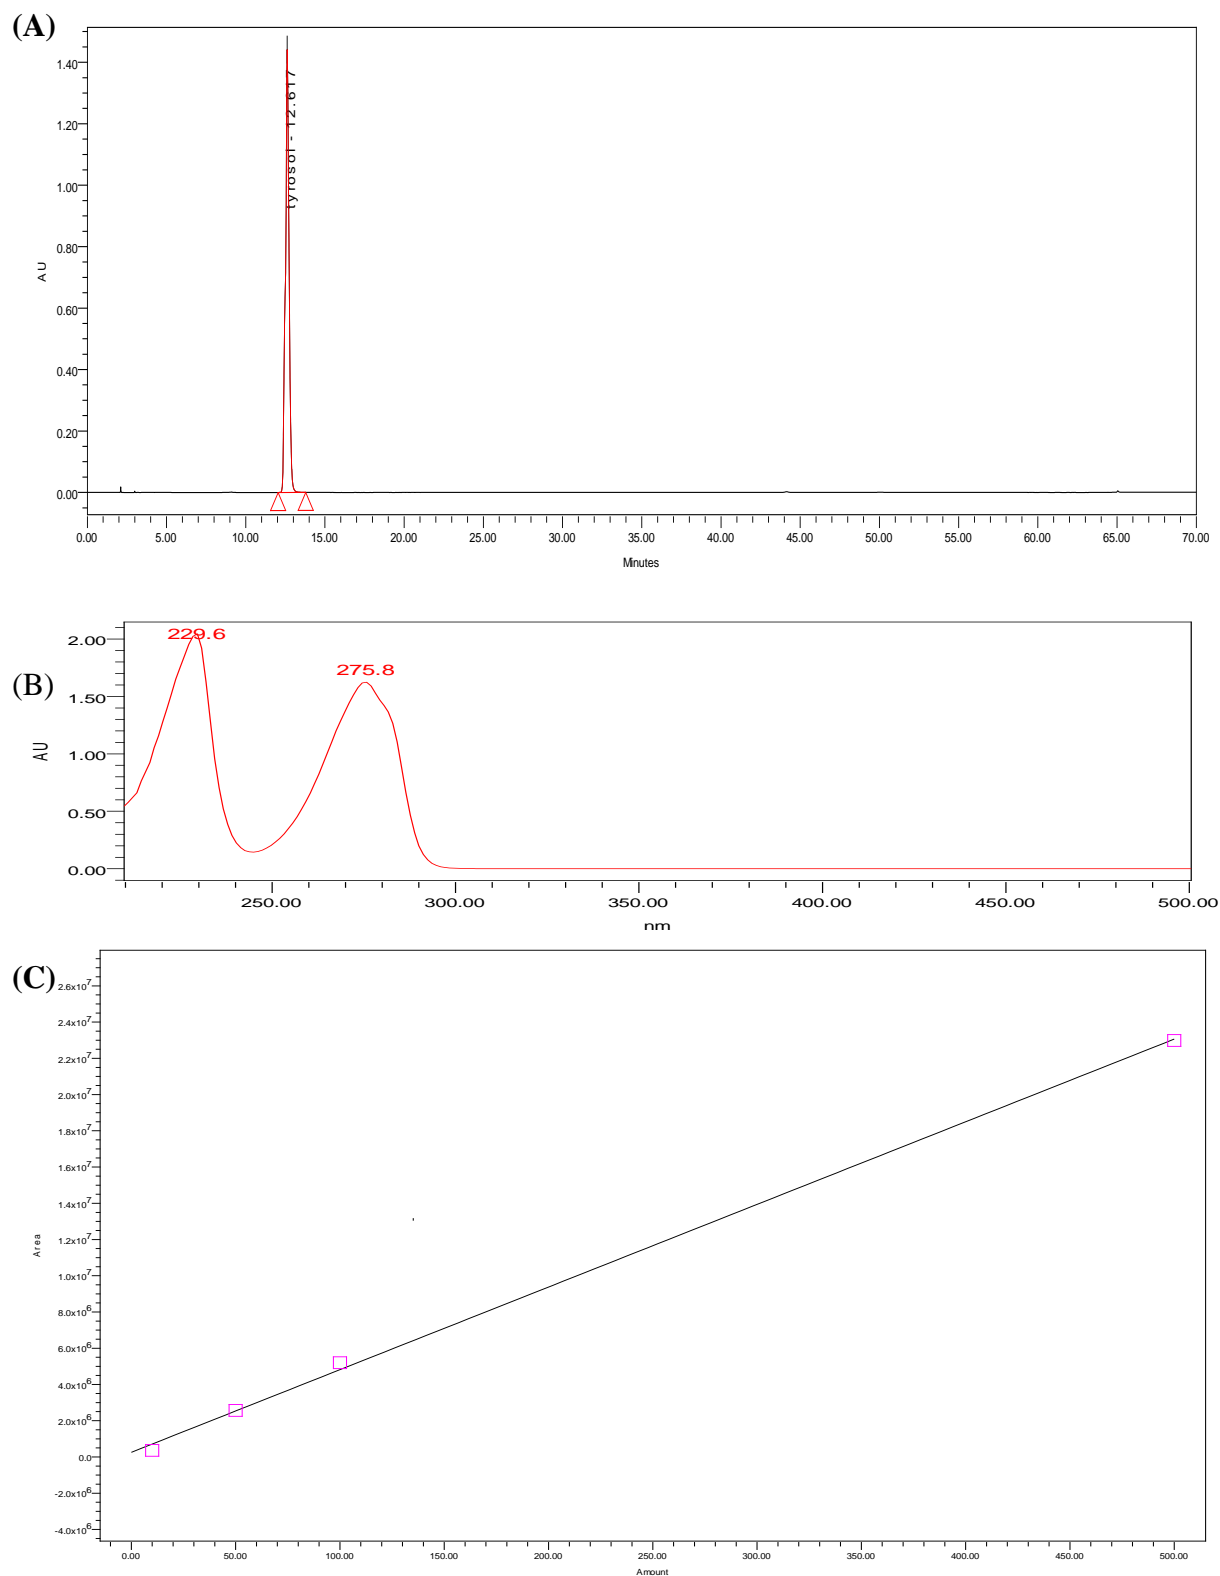 (A)
1.40
1.20
1.00
0.80
0.60
0.40
0.20
0.00
AU
tyrosol - 12.617
0.00 5.00 10.00 15.00 20.00 25.00 30.00 35.00 40.00 45.00 50.00 55.00 60.00 65.00 70.00
Minutes
(B)
229.6
275.8
2.00
1.50
1.00
0.50
0.00
AU
250.00 300.00 350.00 400.00 450.00 500.00
nm
(C)
2.6x10⁷
2.4x10⁷
2.2x10⁷
2.0x10⁷
1.8x10⁷
1.6x10⁷
1.4x10⁷
1.2x10⁷
1.0x10⁷
8.0x10⁶
6.0x10⁶
4.0x10⁶
2.0x10⁶
0.0
-2.0x10⁶
-4.0x10⁶
Area
0.00 50.00 100.00 150.00 200.00 250.00 300.00 350.00 400.00 450.00 500.00
Amount